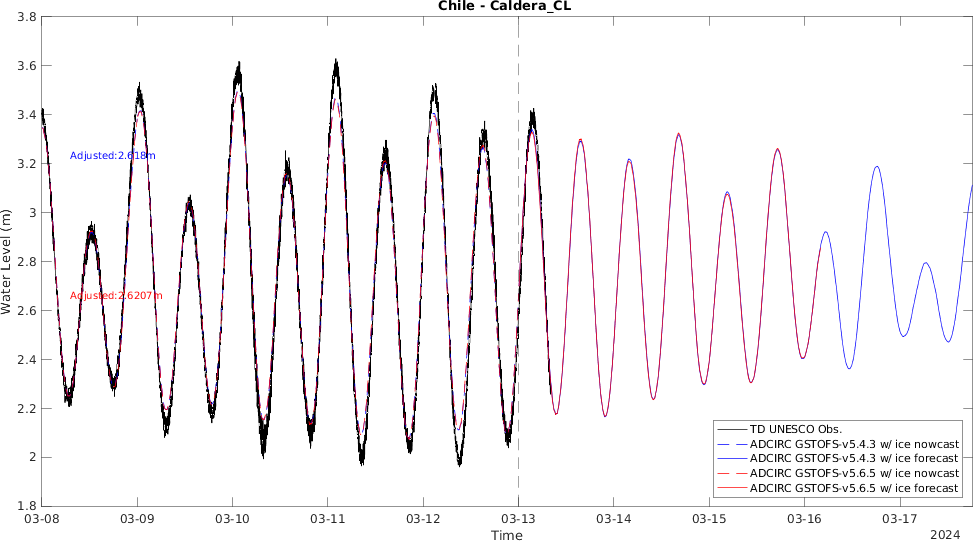 Chile - Caldera_CL
3.8
3.6
3.4
3.2
3
2.8
2.6
2.4
2.2
2
1.8
Water Level (m)
Adjusted:2.618m
Adjusted:2.6207m
TD UNESCO Obs.
ADCIRC GSTOFS-v5.4.3 w/ ice nowcast
ADCIRC GSTOFS-v5.4.3 w/ ice forecast
ADCIRC GSTOFS-v5.6.5 w/ ice nowcast
ADCIRC GSTOFS-v5.6.5 w/ ice forecast
03-08 03-09 03-10 03-11 03-12 03-13 03-14 03-15 03-16 03-17
Time
2024